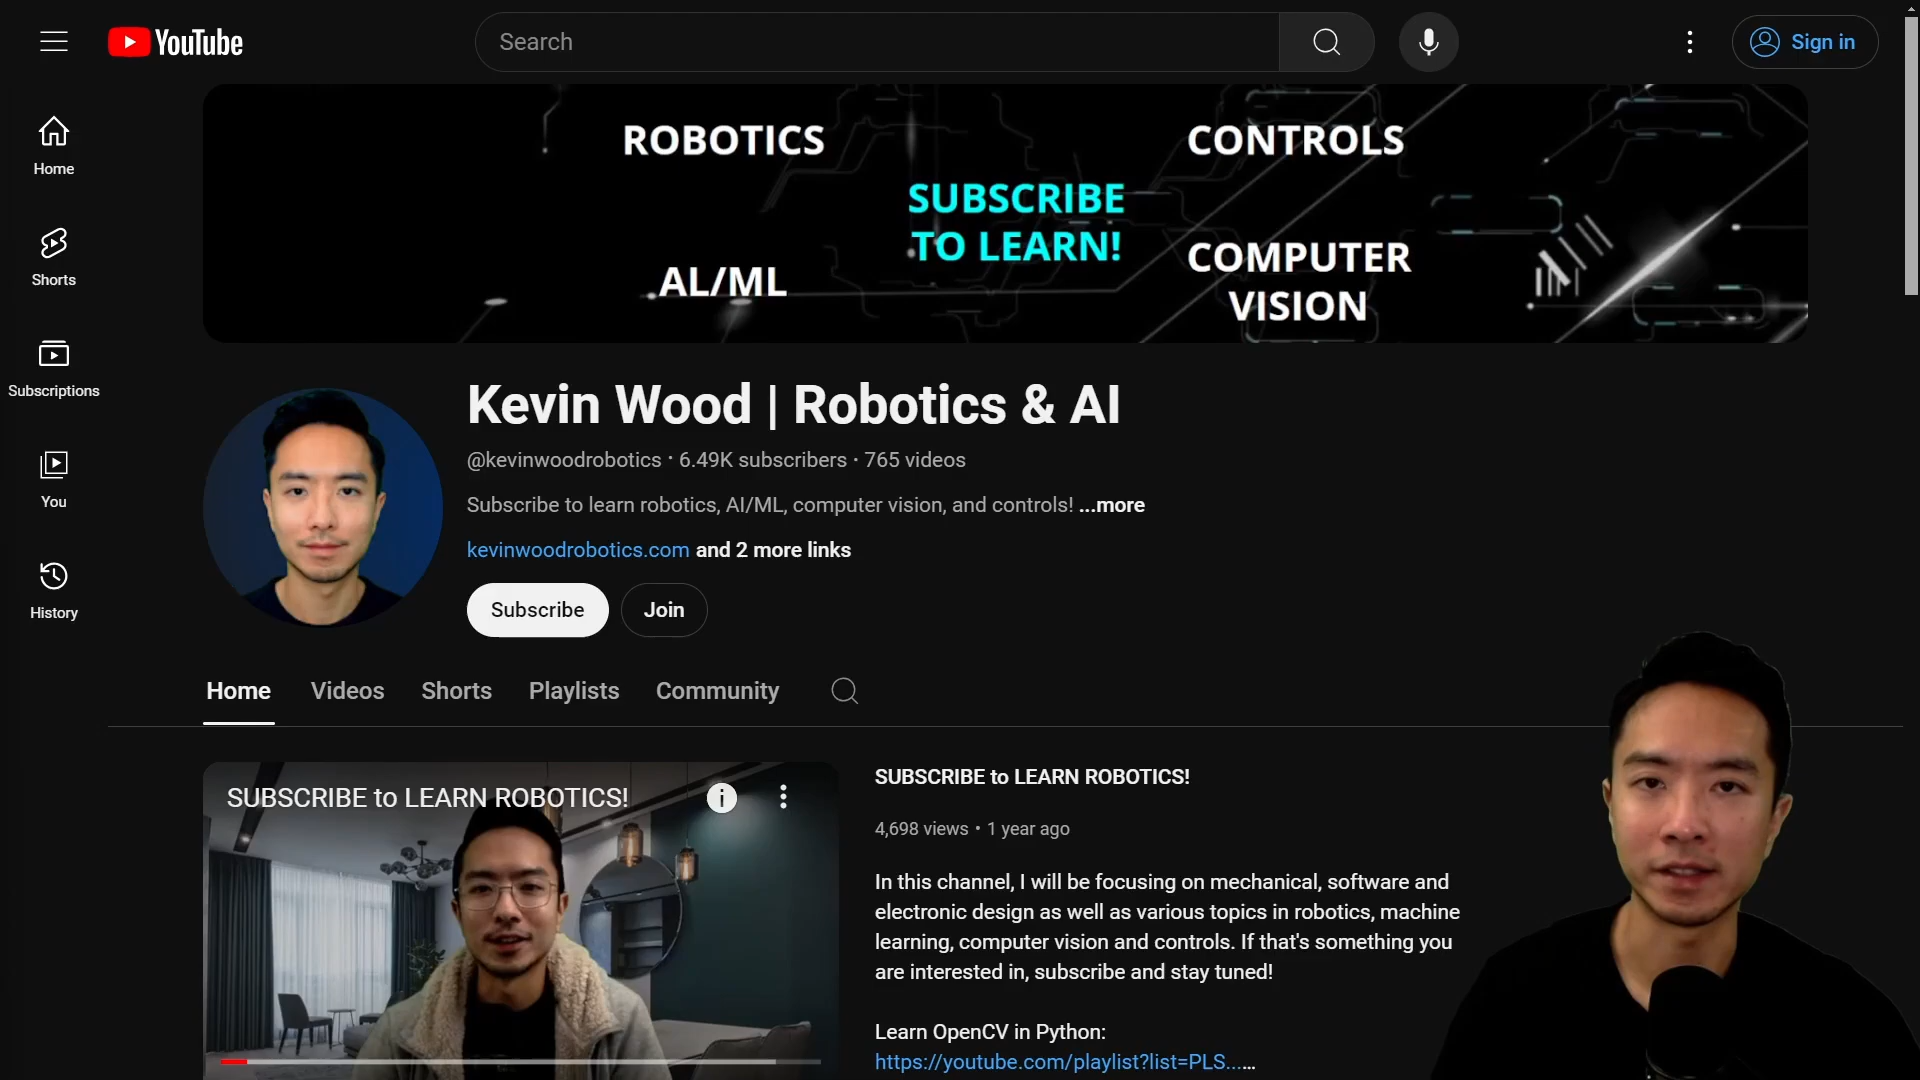 YouTube
Search
Sign in
Home
Shorts
Subscriptions
You
History
ROBOTICS
CONTROLS
SUBSCRIBE
TO LEARN!
AL/ML
COMPUTER
VISION
Kevin Wood | Robotics & AI
@kevinwoodrobotics · 6.49K subscribers · 765 videos
Subscribe to learn robotics, AI/ML, computer vision, and controls! ...more
kevinwoodrobotics.com and 2 more links
Subscribe Join
Home Videos Shorts Playlists Community
SUBSCRIBE to LEARN ROBOTICS!
SUBSCRIBE to LEARN ROBOTICS!
4,698 views • 1 year ago
In this channel, I will be focusing on mechanical, software and
electronic design as well as various topics in robotics, machine
learning, computer vision and controls. If that's something you
are interested in, subscribe and stay tuned!
Learn OpenCV in Python:
https://youtube.com/playlist?list=PLS...…